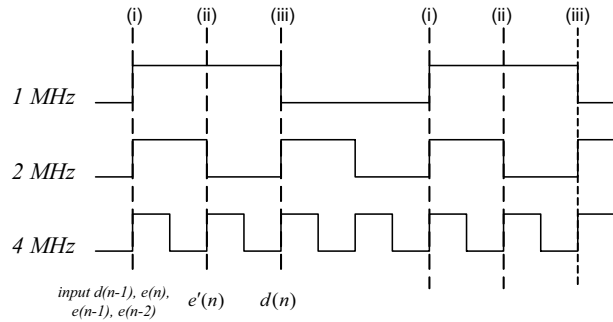 (i) (ii) (iii) (i) (ii) (iii)
1 MHz
2 MHz
4 MHz
input d(n-1), e(n),
e(n-1), e(n-2)
e'(n)
d(n)